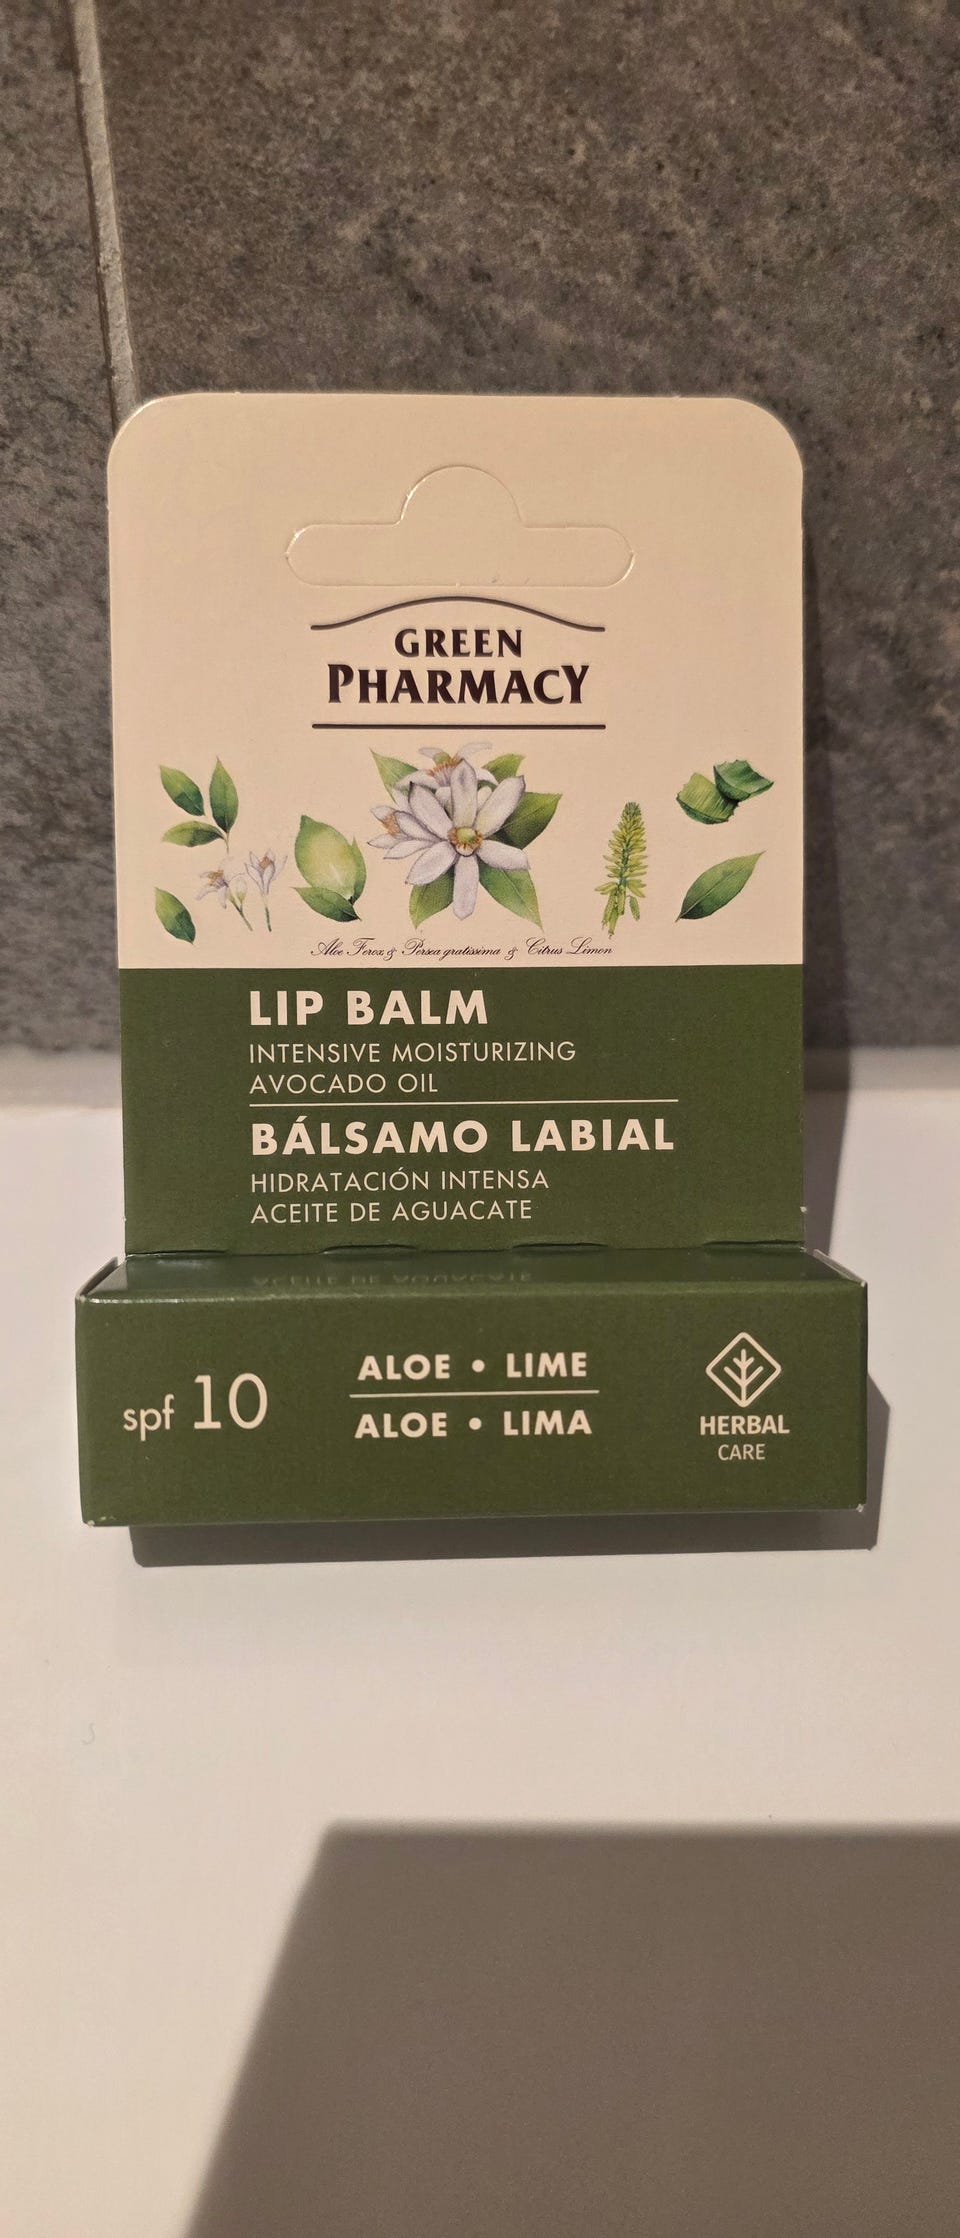 GREEN
PHARMACY
Aloe Ferox & Persea gratissima & Citrus Limon
LIP BALM
INTENSIVE MOISTURIZING
AVOCADO OIL
BÁLSAMO LABIAL
HIDRATACIÓN INTENSA
ACEITE DE AGUACATE
spf 10
ALOE • LIME
ALOE • LIMA
HERBAL
CARE